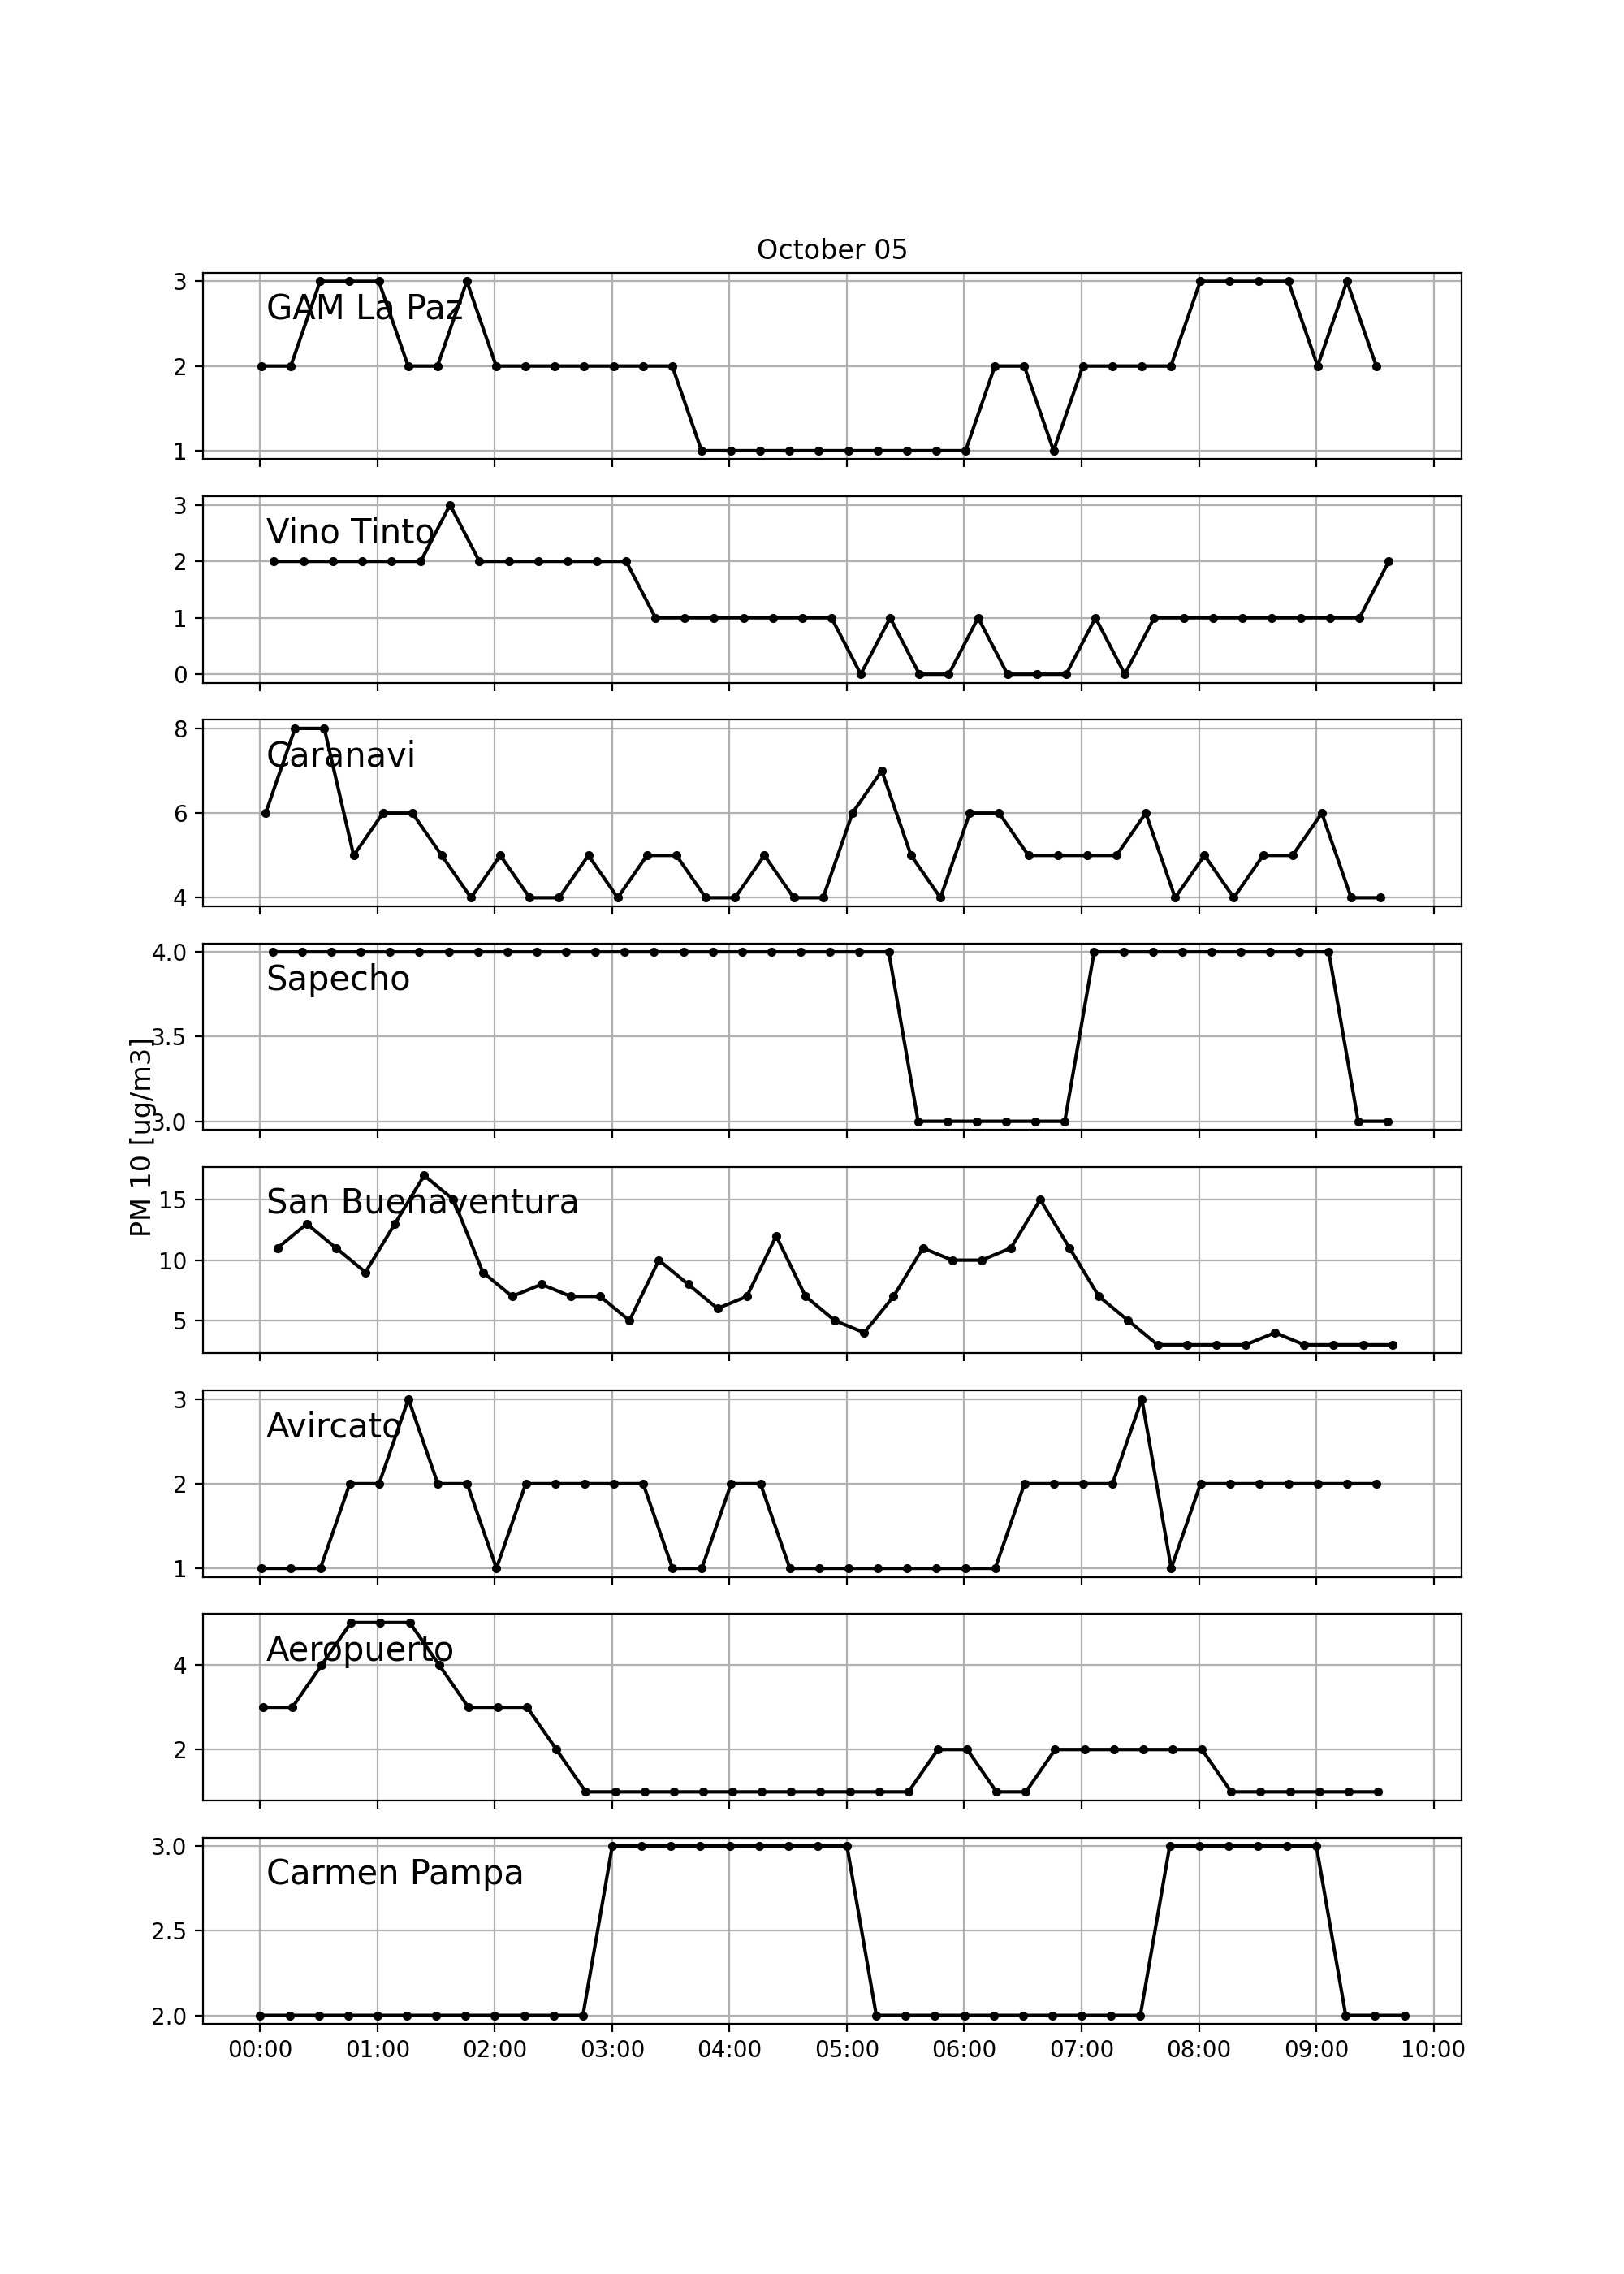 October 05
3
GAM La Paz
2
1
3
Vino Tinto
2
1
0
8
Caranavi
6
4
4.0
Sapecho
3.5
3.0
PM 10 [ug/m3]
15
San Buenaventura
10
5
3
Avircato
2
1
Aeropuerto
4
2
3.0
Carmen Pampa
2.5
2.0
00:00 01:00 02:00 03:00 04:00 05:00 06:00 07:00 08:00 09:00 10:00